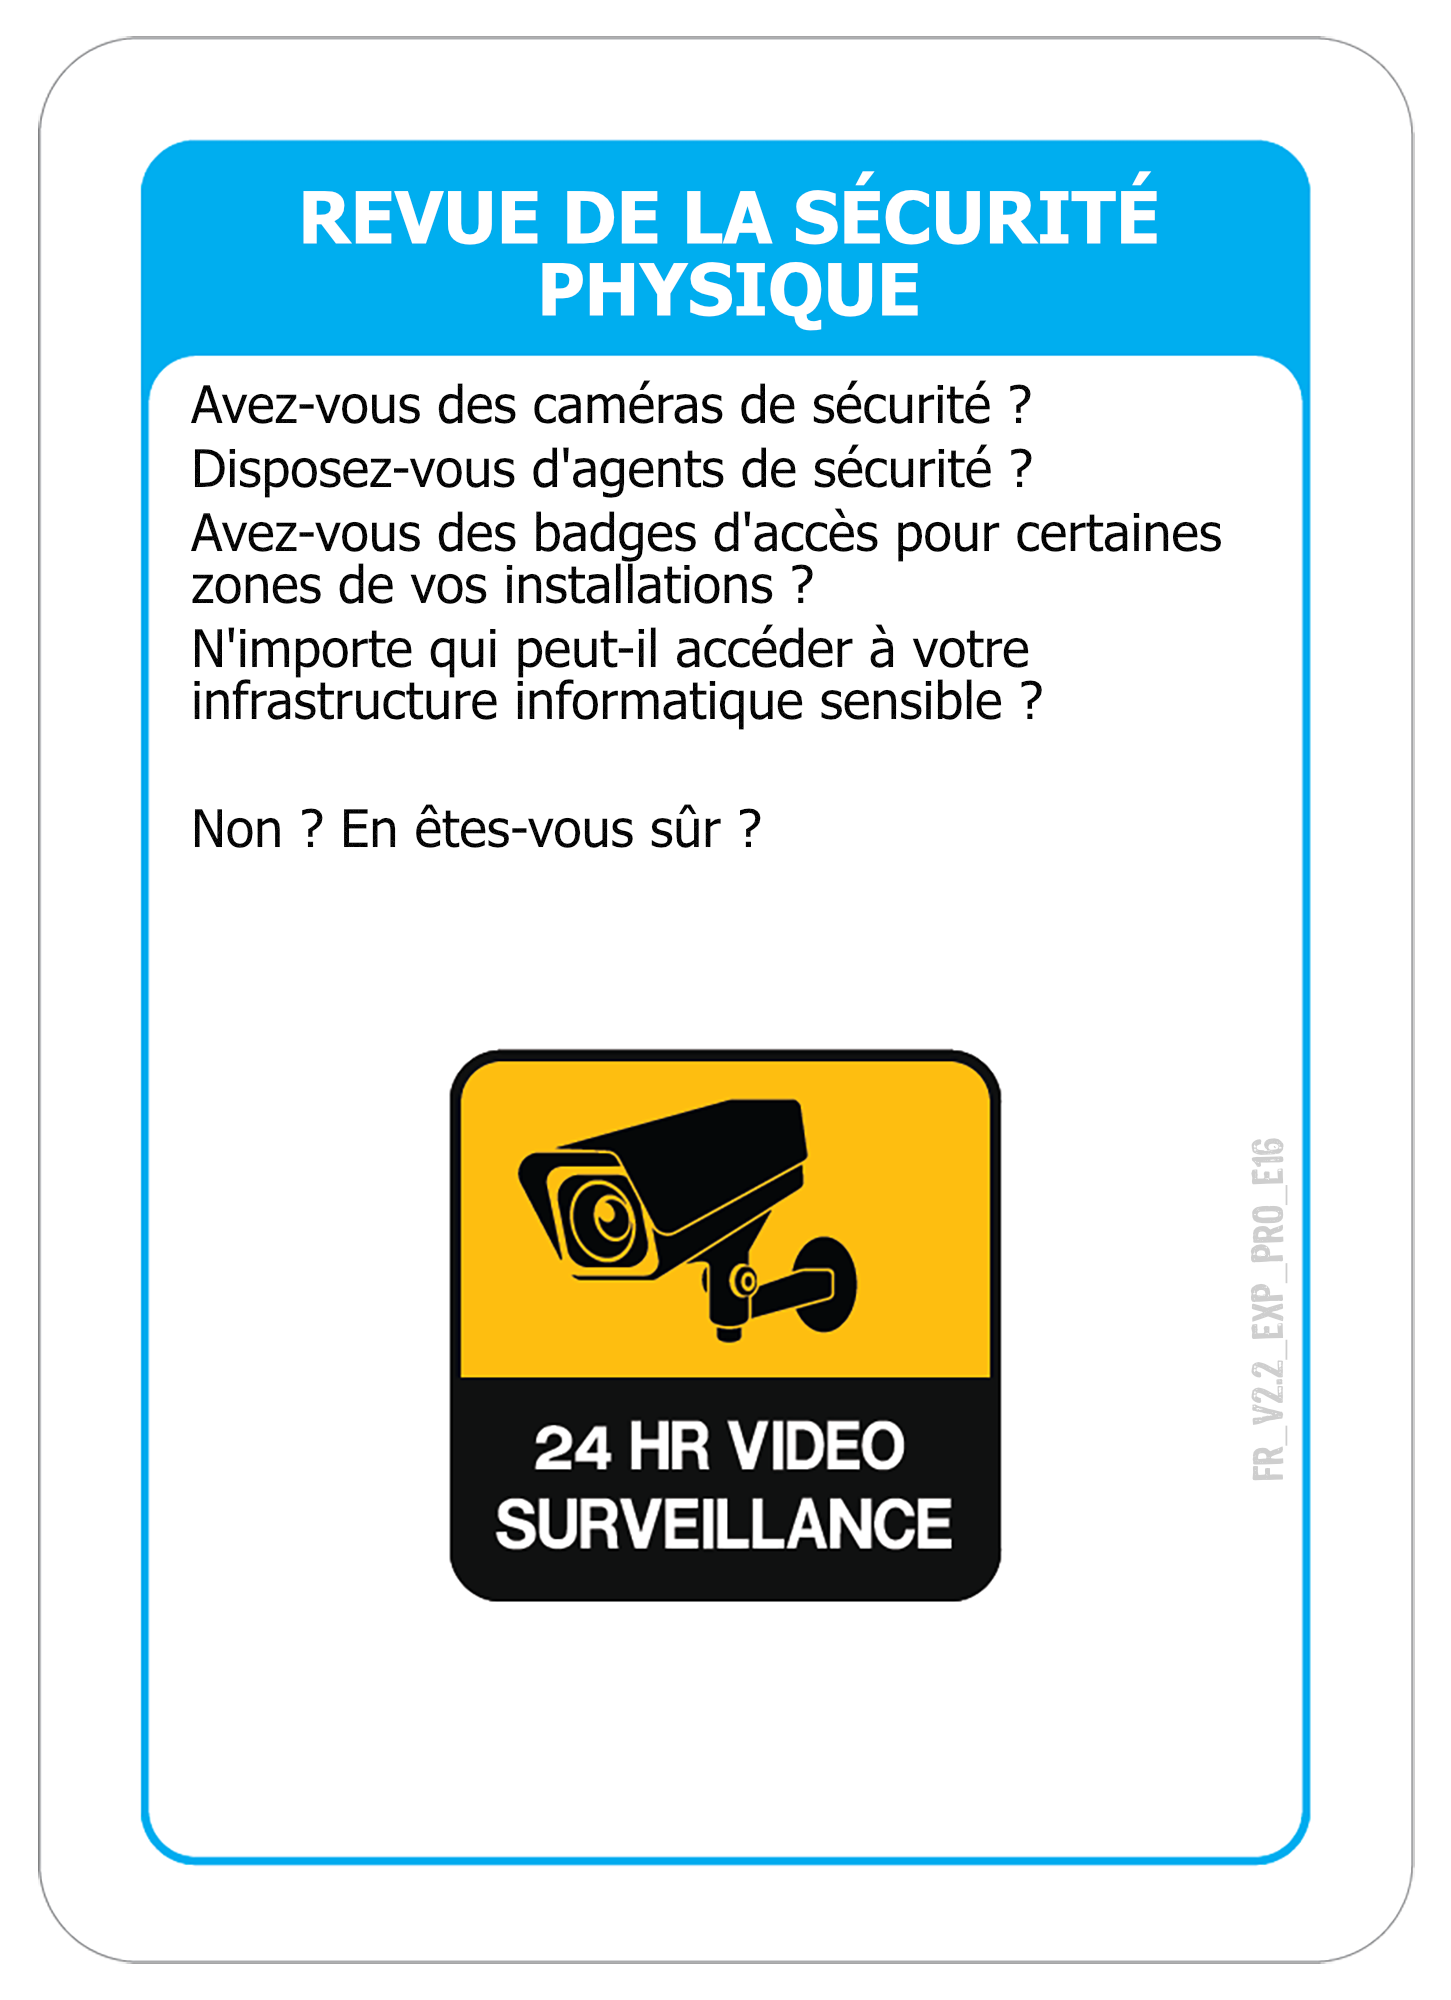 REVUE DE LA SÉCURITÉ
PHYSIQUE
Avez-vous des caméras de sécurité ?
Disposez-vous d'agents de sécurité ?
Avez-vous des badges d'accès pour certaines
zones de vos installations ?
N'importe qui peut-il accéder à votre
infrastructure informatique sensible ?
Non ? En êtes-vous sûr ?
24 HR VIDEO
SURVEILLANCE
FR_V2.2_EXP_PRO_E16